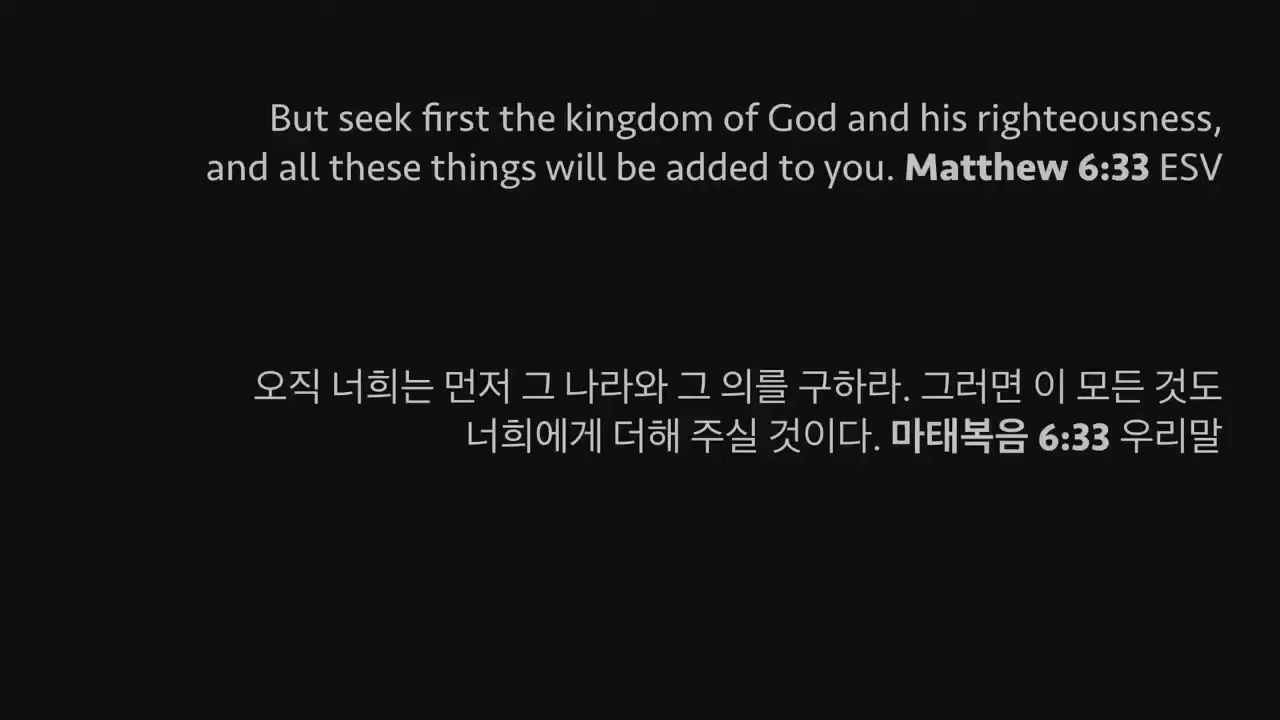 But seek first the kingdom of God and his righteousness,
and all these things will be added to you. Matthew 6:33 ESV
오직 너희는 먼저 그 나라와 그 의를 구하라. 그러면 이 모든 것도
너희에게 더해 주실 것이다. 마태복음 6:33 우리말